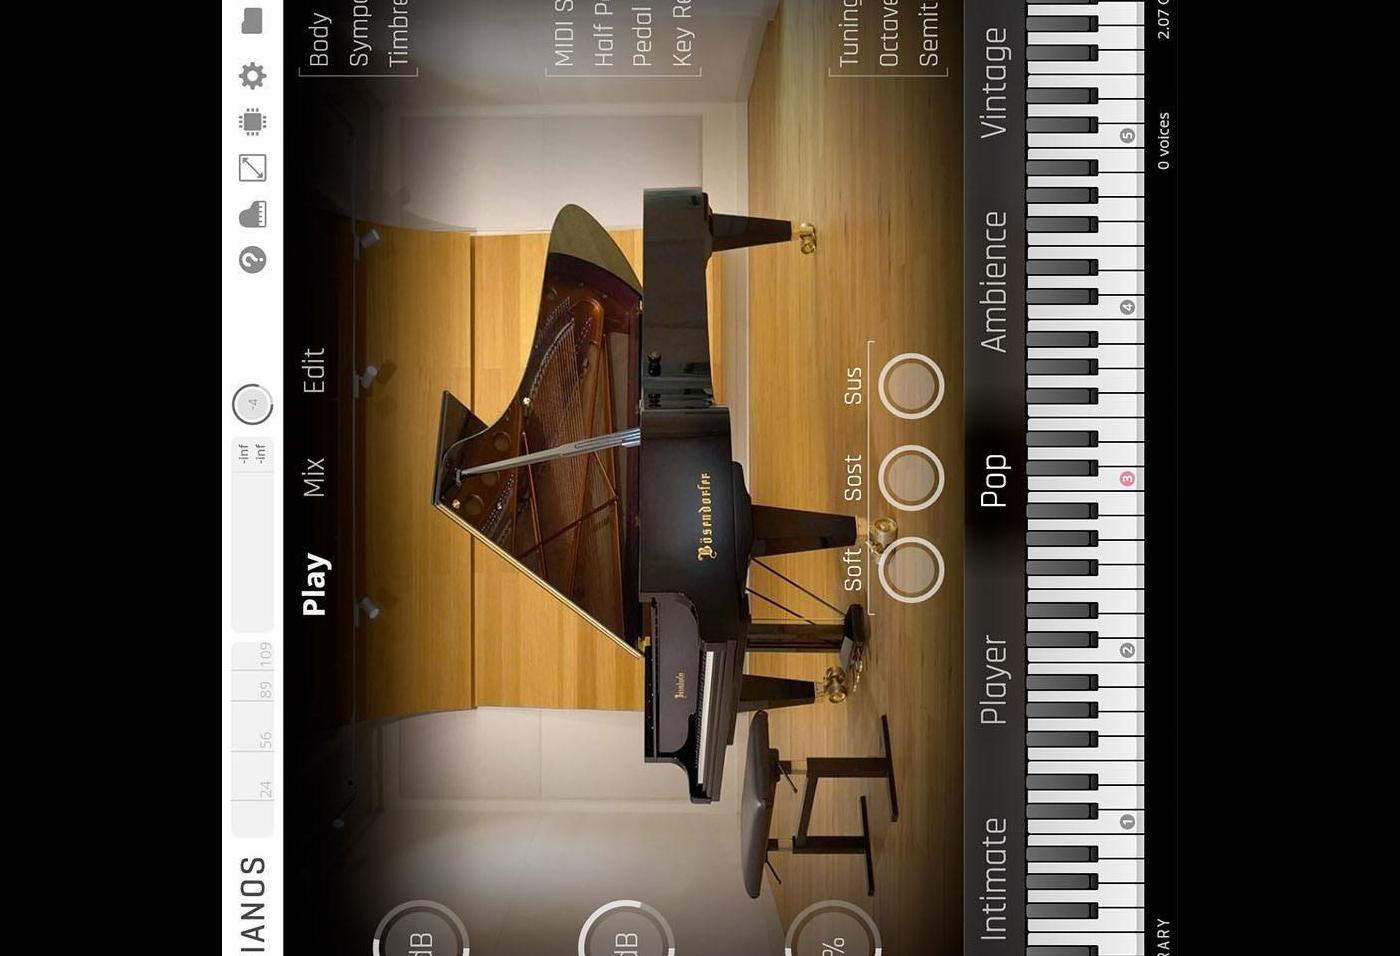 IANOS
24 56 89 109
-inf
-inf
-4
Play Mix Edit
Body
Symp
Timbre
MIDI S
Half P
Pedal
Key Re
Tuning
Octave
Semit
Bösendorfer
dB
dB
%
Soft Sost Sus
Intimate Player Pop Ambience Vintage
1 2 3 4 5
RARY 0 voices 2.07